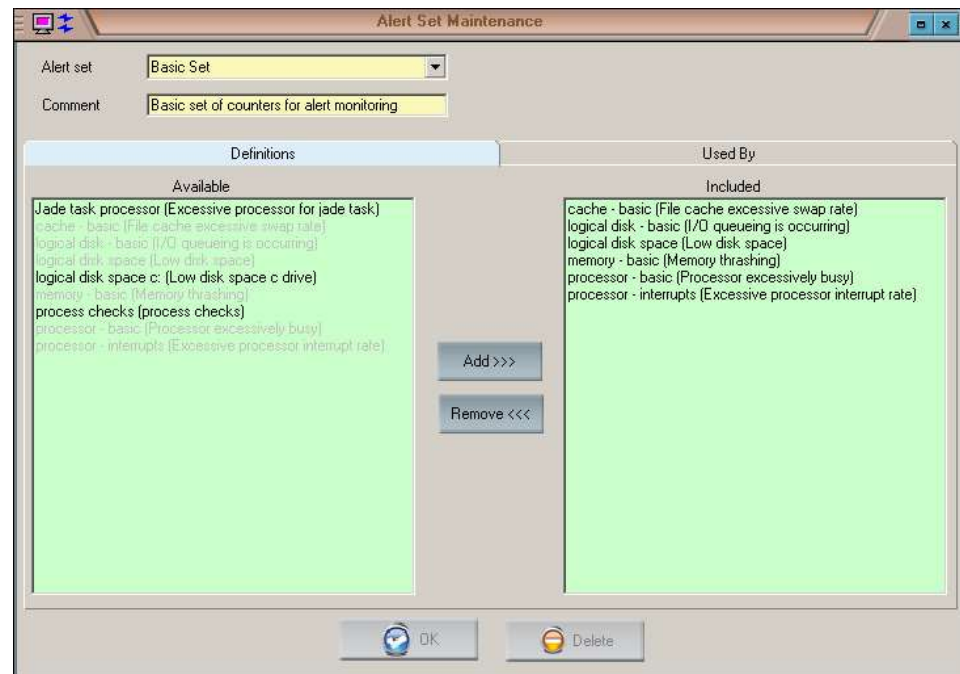 Alert Set Maintenance
Alert set
Basic Set
Comment
Basic set of counters for alert monitoring
Definitions
Used By
Available
Jade task processor (Excessive processor for jade task)
cache - basic (File cache excessive swap rate)
logical disk - basic (I/O queueing is occurring)
logical disk space (Low disk space)
logical disk space c: (Low disk space c drive)
memory - basic (Memory thrashing)
process checks (process checks)
processor - basic (Processor excessively busy)
processor - interrupts (Excessive processor interrupt rate)
Add >>>
Remove <<<
Included
cache - basic (File cache excessive swap rate)
logical disk - basic (I/O queueing is occurring)
logical disk space (Low disk space)
memory - basic (Memory thrashing)
processor - basic (Processor excessively busy)
processor - interrupts (Excessive processor interrupt rate)
OK
Delete